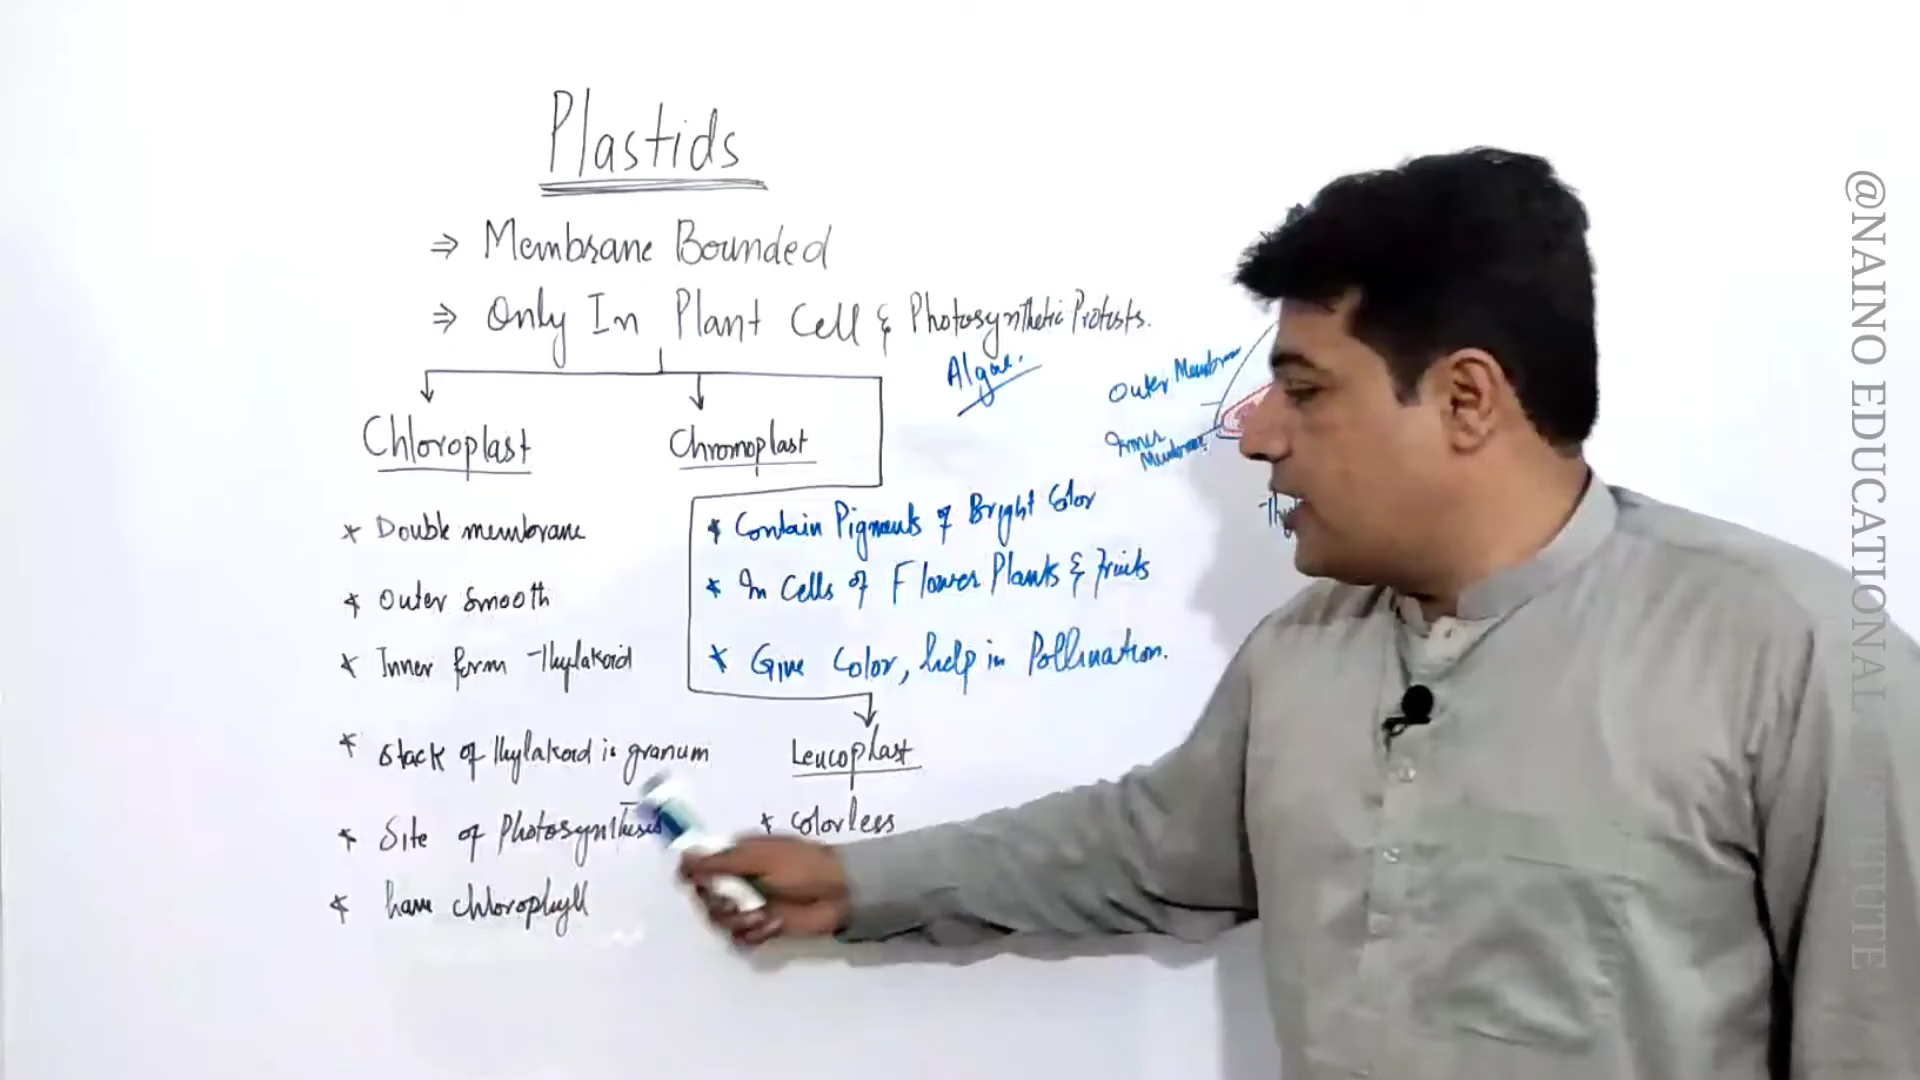 Plastids
⇒ Membrane Bounded
⇒ Only In Plant Cell & Photosynthetic Protists.
Algae.
Outer Membrane
Inner
Membrane
Thy
Chloroplast
* Double membrane
* Outer Smooth
* Inner form Thylakoid
* Stack of thylakoid is granum
* Site of Photosynthesis
* have chlorophyll
Chromoplast
* Contain Pigments of Bright Color
* In Cells of Flower Plants & Fruits
* Give Color, help in Pollination.
Leucoplast
* Colorless
@NAINO EDUCATIONAL INSTITUTE